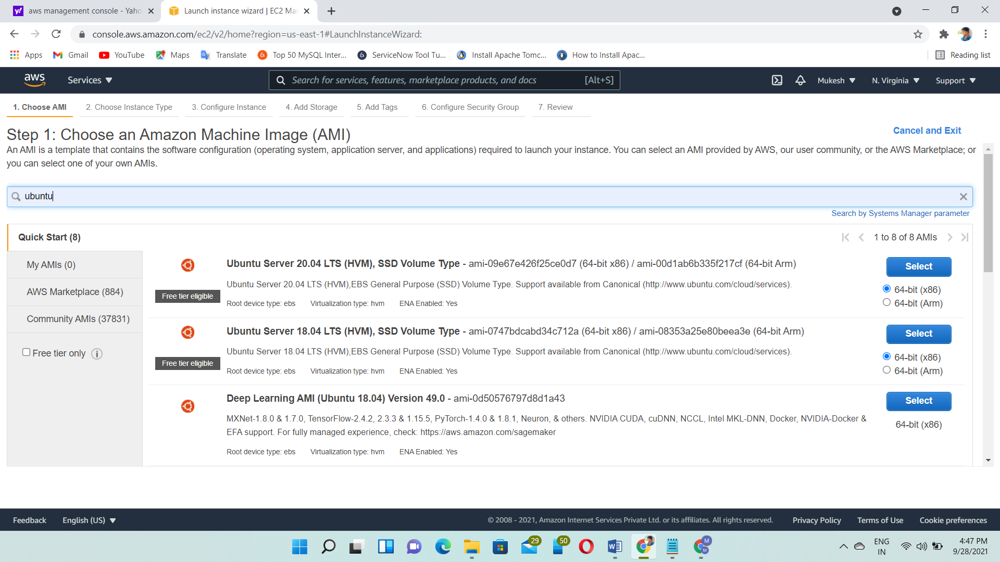 aws management console - Yaho
Launch instance wizard | EC2 Ma
console.aws.amazon.com/ec2/v2/home?region=us-east-1#LaunchInstanceWizard:
Apps Gmail YouTube Maps Translate Top 50 MySQL Inter... ServiceNow Tool Tu... Install Apache Tomc... How to Install Apac... Reading list
aws Services Search for services, features, marketplace products, and docs [Alt+S] Mukesh N. Virginia Support
1. Choose AMI 2. Choose Instance Type 3. Configure Instance 4. Add Storage 5. Add Tags 6. Configure Security Group 7. Review
Step 1: Choose an Amazon Machine Image (AMI)
Cancel and Exit
An AMI is a template that contains the software configuration (operating system, application server, and applications) required to launch your instance. You can select an AMI provided by AWS, our user community, or the AWS Marketplace; or
you can select one of your own AMIs.
ubuntu
Search by Systems Manager parameter
Quick Start (8)
1 to 8 of 8 AMIs
My AMIs (0)
AWS Marketplace (884)
Community AMIs (37831)
Free tier only
Ubuntu Server 20.04 LTS (HVM), SSD Volume Type - ami-09e67e426f25ce0d7 (64-bit x86) / ami-00d1ab6b335f217cf (64-bit Arm)
Select
Free tier eligible
Ubuntu Server 20.04 LTS (HVM),EBS General Purpose (SSD) Volume Type. Support available from Canonical (http://www.ubuntu.com/cloud/services).
Root device type: ebs Virtualization type: hvm ENA Enabled: Yes
64-bit (x86)
64-bit (Arm)
Ubuntu Server 18.04 LTS (HVM), SSD Volume Type - ami-0747bdcabd34c712a (64-bit x86) / ami-08353a25e80beea3e (64-bit Arm)
Select
Free tier eligible
Ubuntu Server 18.04 LTS (HVM),EBS General Purpose (SSD) Volume Type. Support available from Canonical (http://www.ubuntu.com/cloud/services).
Root device type: ebs Virtualization type: hvm ENA Enabled: Yes
64-bit (x86)
64-bit (Arm)
Deep Learning AMI (Ubuntu 18.04) Version 49.0 - ami-0d50576797d8d1a43
Select
MXNet-1.8.0 & 1.7.0, TensorFlow-2.4.2, 2.3.3 & 1.15.5, PyTorch-1.4.0 & 1.8.1, Neuron, & others. NVIDIA CUDA, cuDNN, NCCL, Intel MKL-DNN, Docker, NVIDIA-Docker &
EFA support. For fully managed experience, check: https://aws.amazon.com/sagemaker
64-bit (x86)
Root device type: ebs Virtualization type: hvm ENA Enabled: Yes
Feedback English (US) © 2008 - 2021, Amazon Internet Services Private Ltd. or its affiliates. All rights reserved. Privacy Policy Terms of Use Cookie preferences
29
50
M
M
ENG
IN
4:47 PM
9/28/2021